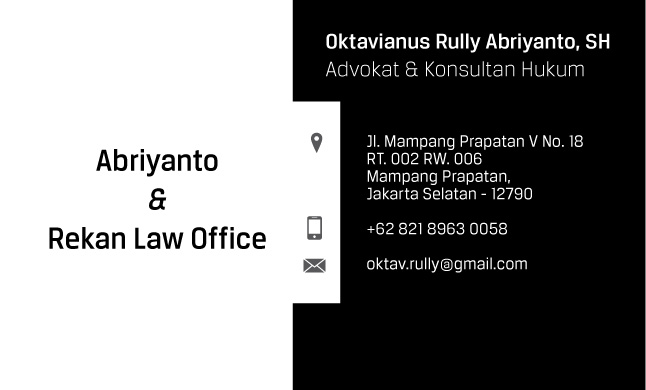 Abriyanto
&
Rekan Law Office
Oktavianus Rully Abriyanto, SH
Advokat & Konsultan Hukum
Jl. Mampang Prapatan V No. 18
RT. 002 RW. 006
Mampang Prapatan,
Jakarta Selatan - 12790
+62 821 8963 0058
oktav.rully@gmail.com